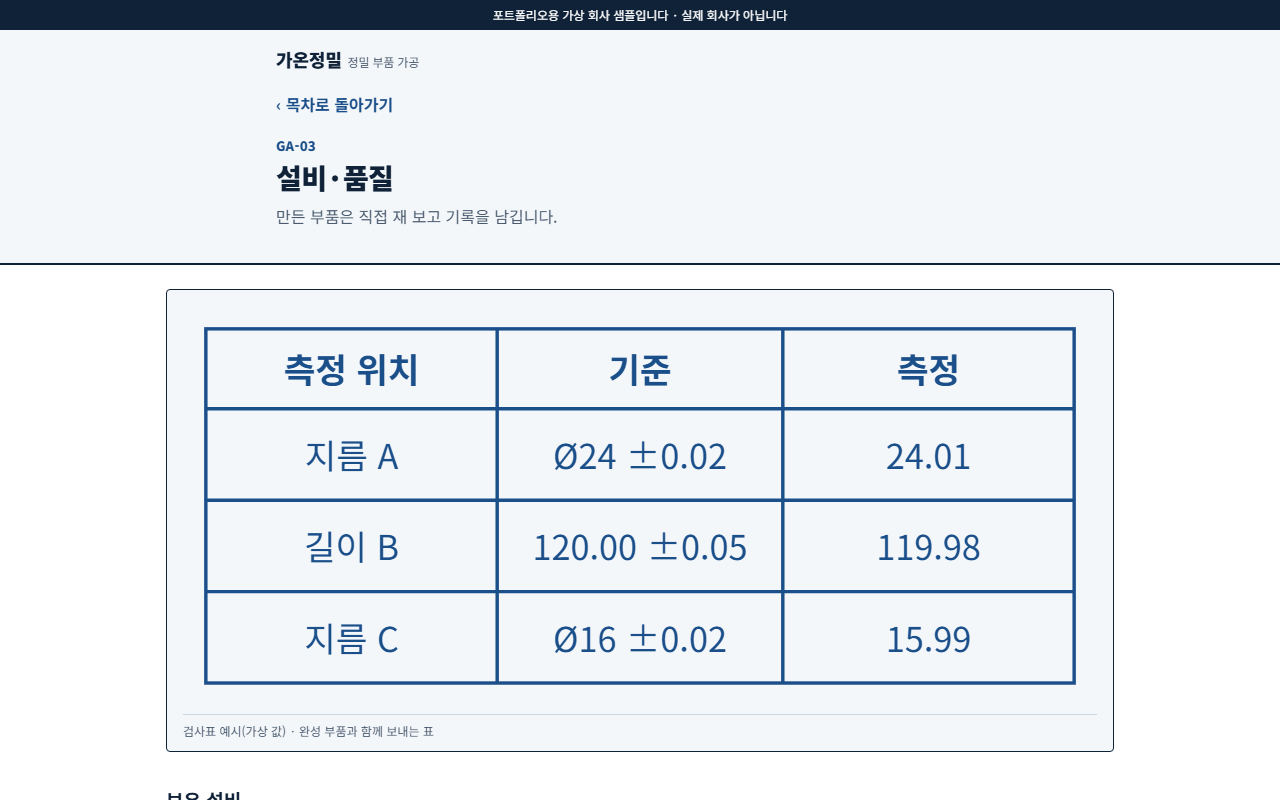 포트폴리오용 가상 회사 샘플입니다 · 실제 회사가 아닙니다
가온정밀 정밀 부품 가공
‹ 목차로 돌아가기
GA-03
설비·품질
만든 부품은 직접 재 보고 기록을 남깁니다.
측정 위치 기준 측정
지름 A Ø24 ±0.02 24.01
길이 B 120.00 ±0.05 119.98
지름 C Ø16 ±0.02 15.99
검사표 예시(가상 값) · 완성 부품과 함께 보내는 표
보유 설비